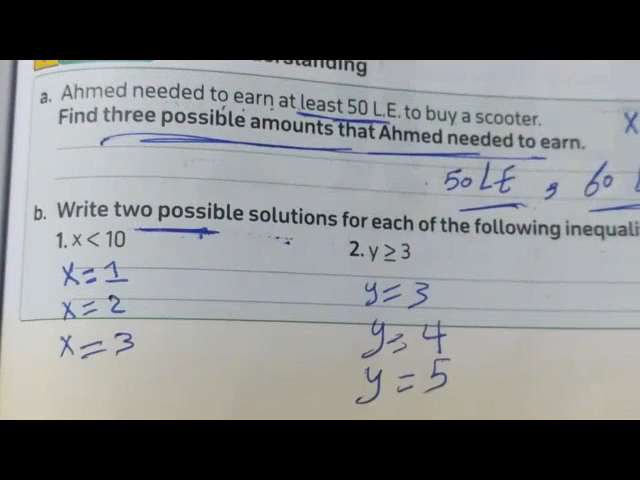 a. Ahmed needed to earn at least 50 L.E. to buy a scooter.
Find three possible amounts that Ahmed needed to earn.
X
50 LE , 60
b. Write two possible solutions for each of the following
1. x < 10
2. y ≥ 3
x = 1
x = 2
x = 3
y = 3
y = 4
y = 5